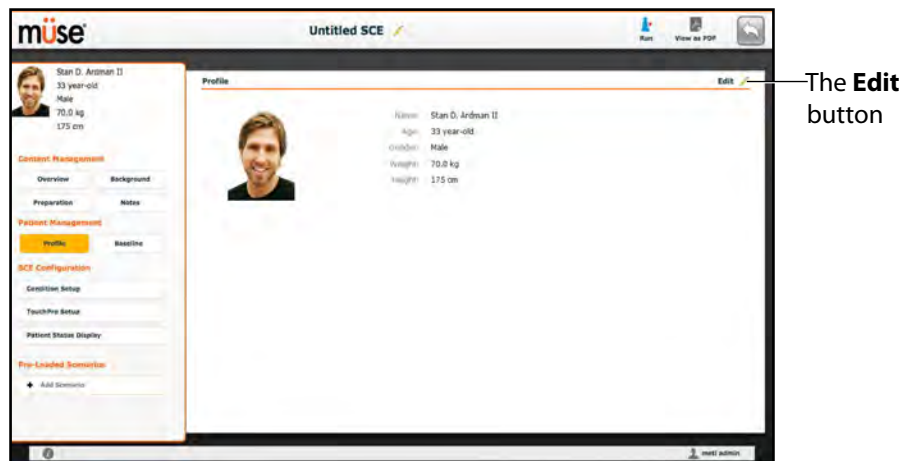 müse
Untitled SCE
Run
View as PDF
Stan D. Ardman II
33 year-old
Male
70.0 kg
175 cm
Content Management
Overview Background
Preparation Notes
Patient Management
Profile Baseline
SCE Configuration
Condition Setup
TouchPro Setup
Patient Status Display
Pre-Loaded Scenarios
+ Add Scenario
Profile Edit
Name: Stan D. Ardman II
Age: 33 year-old
Gender: Male
Weight: 70.0 kg
Height: 175 cm
meti admin
The Edit
button